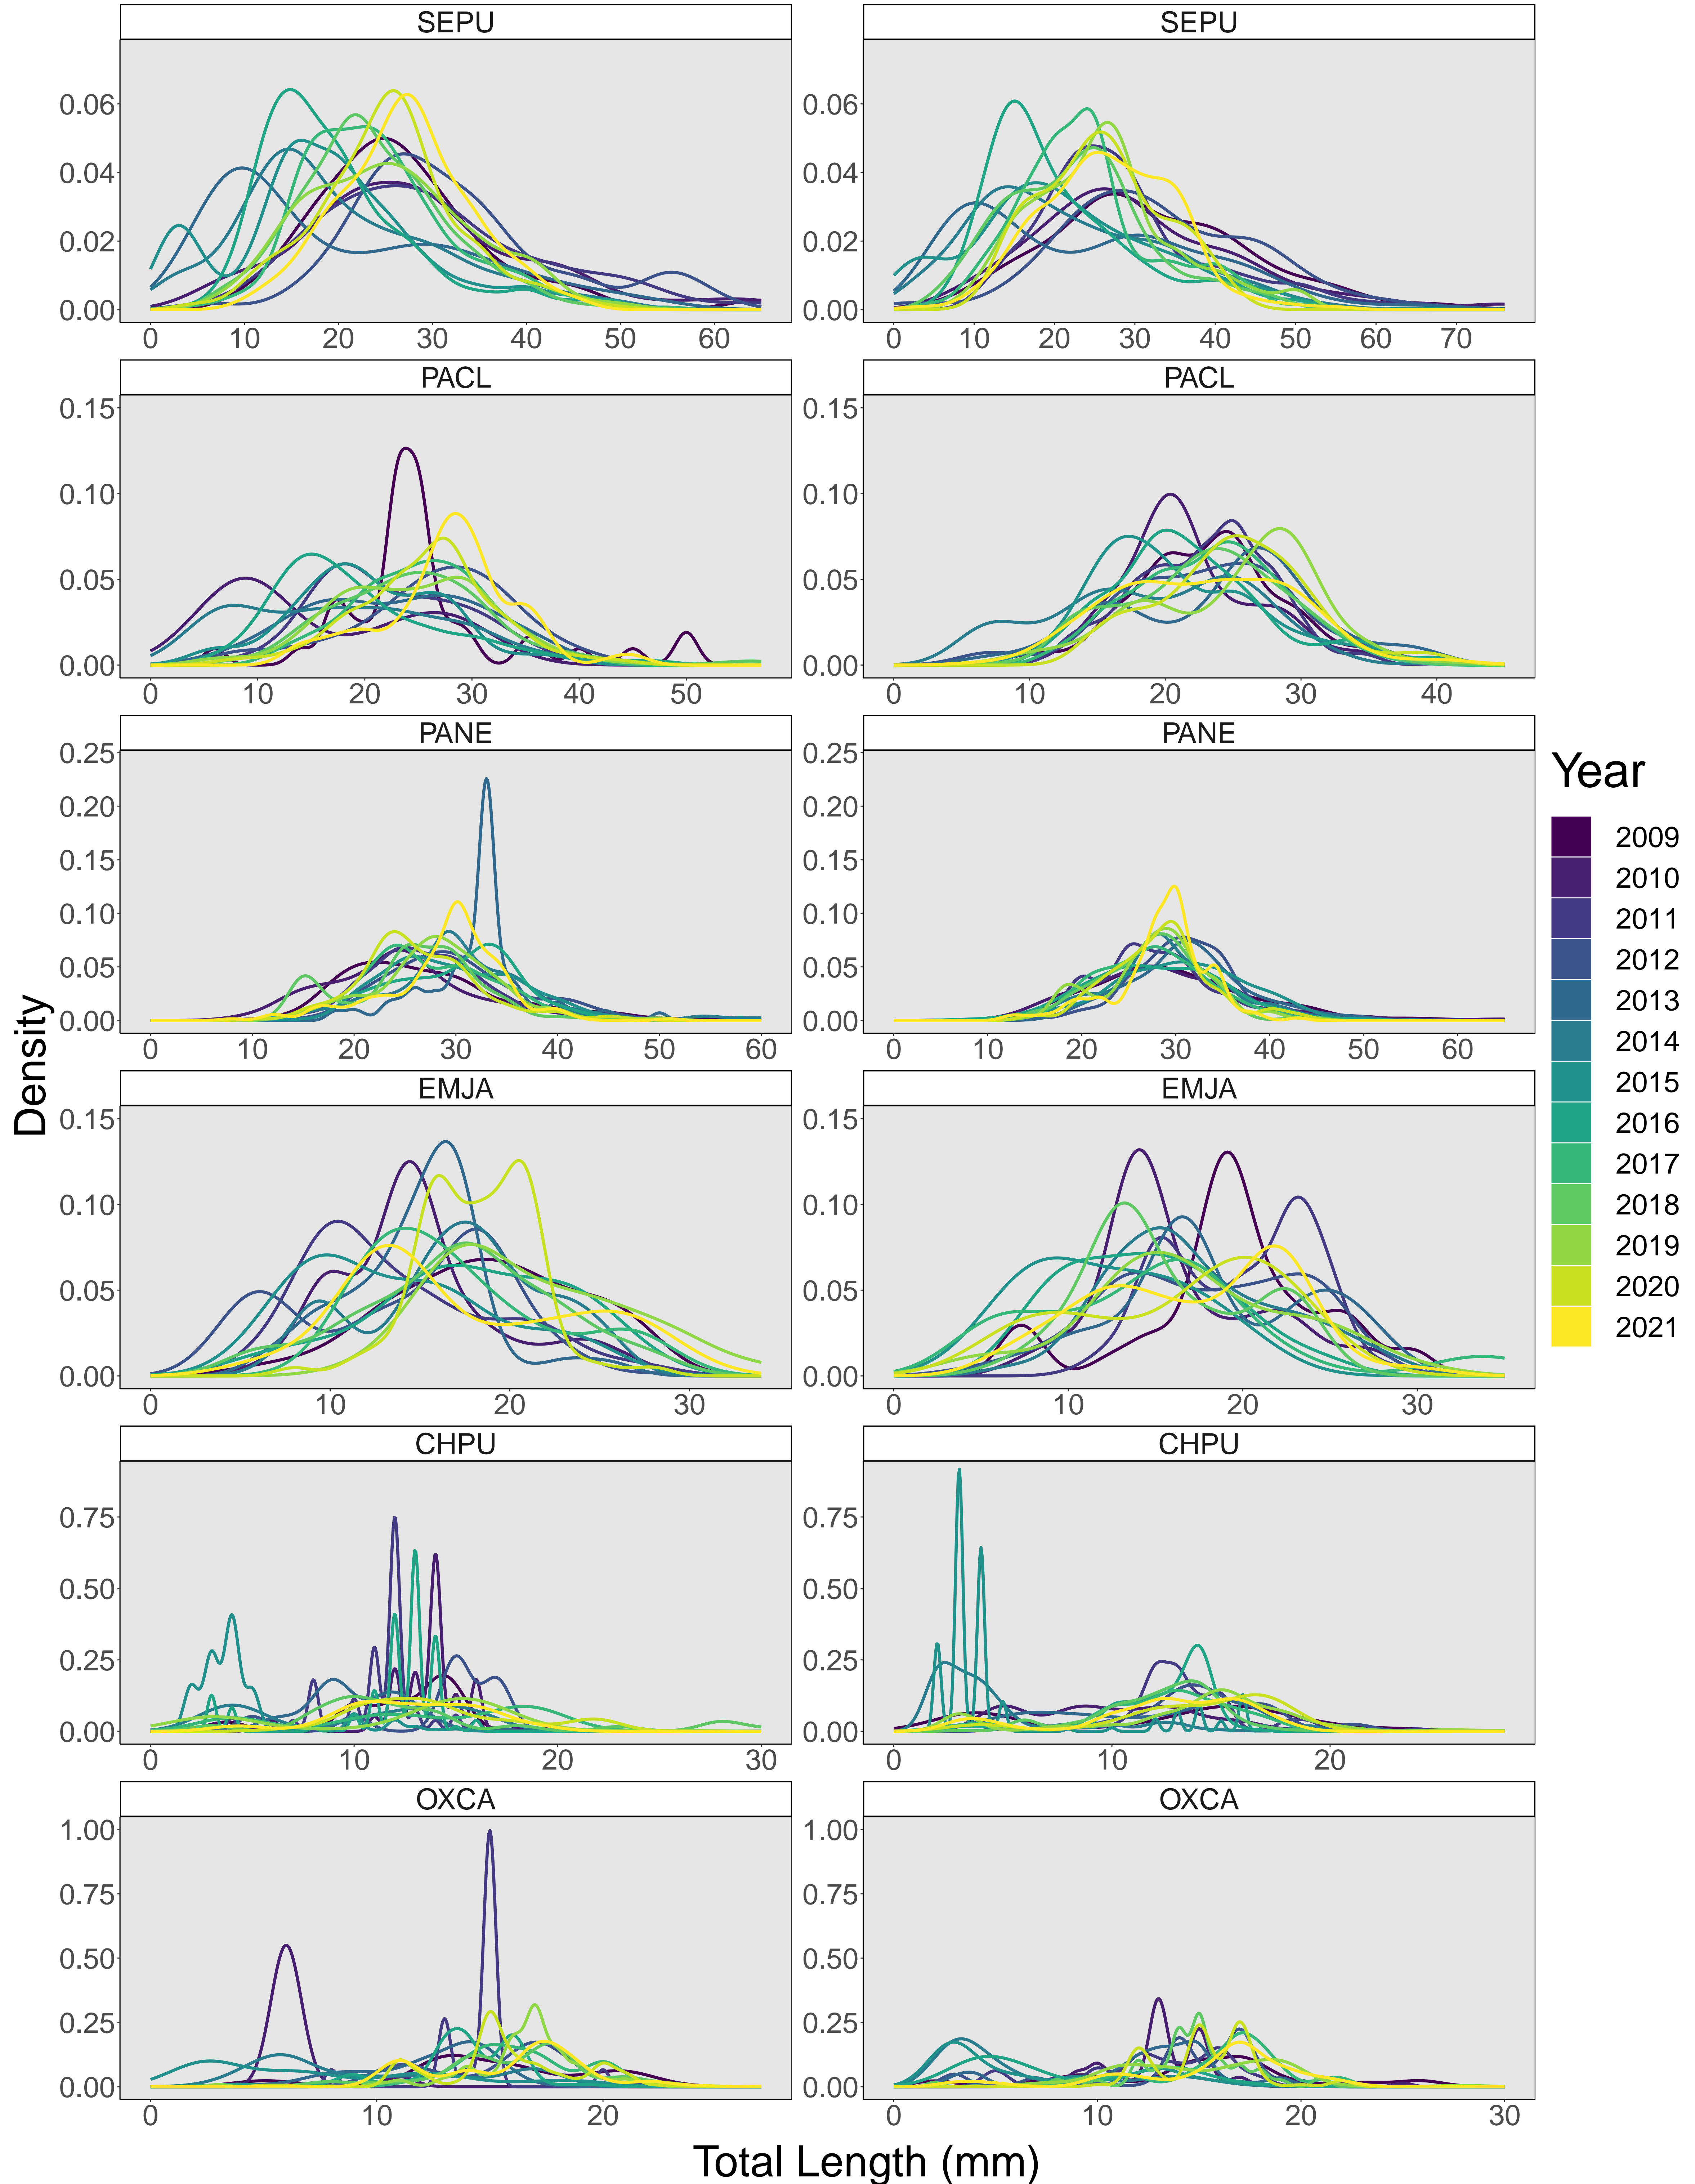 SEPU SEPU
0.06 0.06
0.04 0.04
0.02 0.02
0.00 0.00
0 10 20 30 40 50 60 0 10 20 30 40 50 60 70
PACL PACL
0.15 0.15
0.10 0.10
0.05 0.05
0.00 0.00
0 10 20 30 40 50 0 10 20 30 40
PANE PANE
0.25 0.25
0.20 0.20
0.15 0.15
0.10 0.10
0.05 0.05
0.00 0.00
0 10 20 30 40 50 60 0 10 20 30 40 50 60
EMJA EMJA
0.15 0.15
0.10 0.10
0.05 0.05
0.00 0.00
0 10 20 30 0 10 20 30
CHPU CHPU
0.75 0.75
0.50 0.50
0.25 0.25
0.00 0.00
0 10 20 30 0 10 20
OXCA OXCA
1.00 1.00
0.75 0.75
0.50 0.50
0.25 0.25
0.00 0.00
0 10 20 0 10 20 30
Density
Total Length (mm)
Year
2009
2010
2011
2012
2013
2014
2015
2016
2017
2018
2019
2020
2021